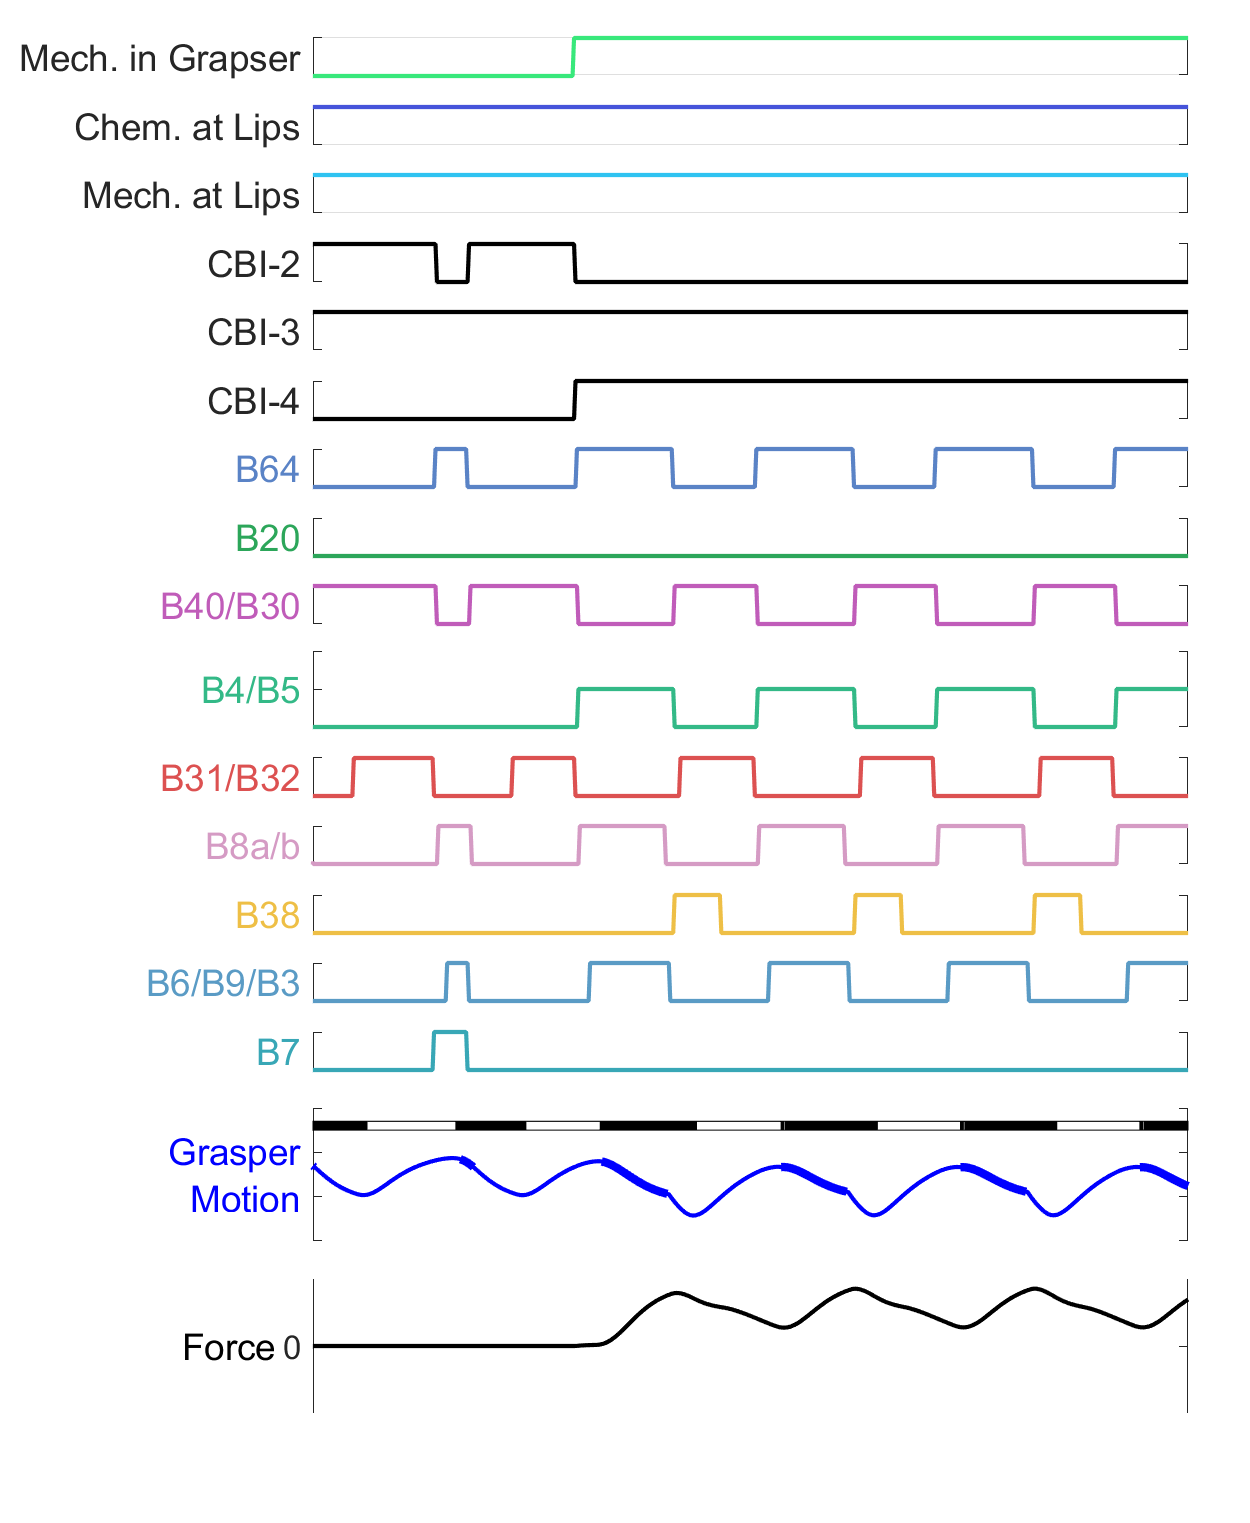 Mech. in Grapser
Chem. at Lips
Mech. at Lips
CBI-2
CBI-3
CBI-4
B64
B20
B40/B30
B4/B5
B31/B32
B8a/b
B38
B6/B9/B3
B7
Grasper
Motion
Force 0